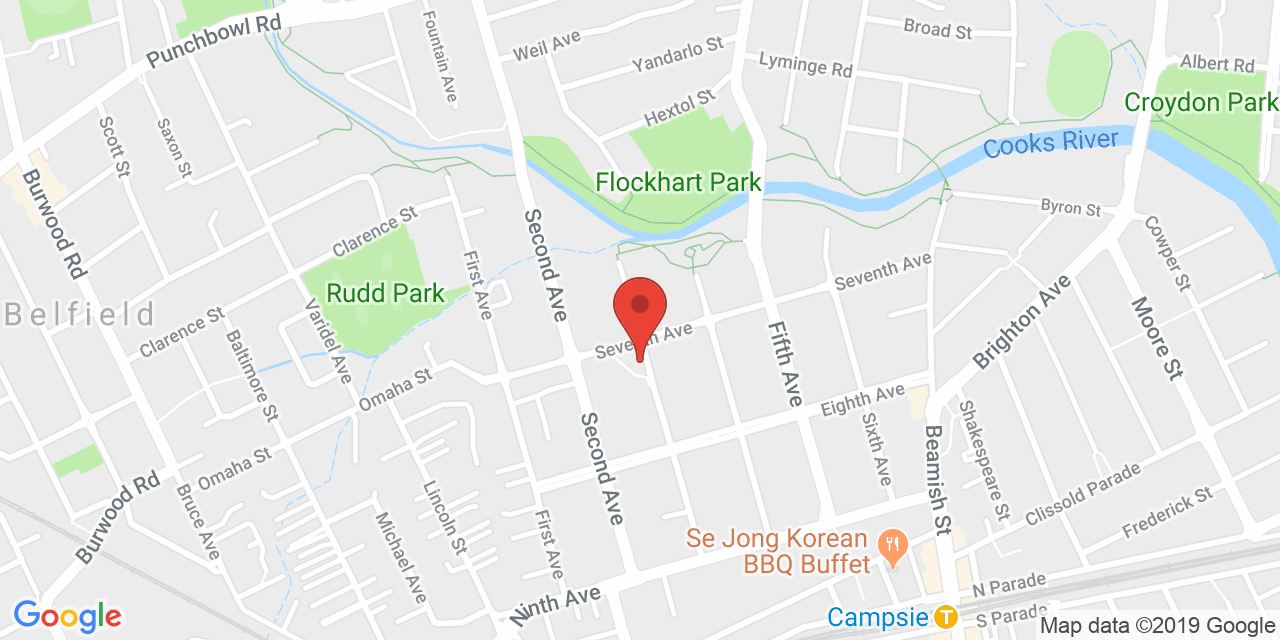 Punchbowl Rd
Fountain Ave
Weil Ave
Yandarlo St
Broad St
Lyminge Rd
Albert Rd
Hextol St
Croydon Park
Scott St
Saxon St
Cooks River
Flockhart Park
Burwood Rd
Clarence St
Second Ave
Byron St
Cowper St
First Ave
Seventh Ave
Rudd Park
Belfield
Clarence St
Varidel Ave
Seventh Ave
Brighton Ave
Moore St
Baltimore St
Omaha St
Fifth Ave
Eighth Ave
Sixth Ave
Shakespeare St
Beamish St
Second Ave
Omaha St
Burwood Rd
Bruce Ave
Lincoln St
Michael Ave
First Ave
Clissold Parade
Frederick St
Se Jong Korean
BBQ Buffet
Ninth Ave
N Parade
S Parade
Campsie
T
Google
Map data ©2019 Google